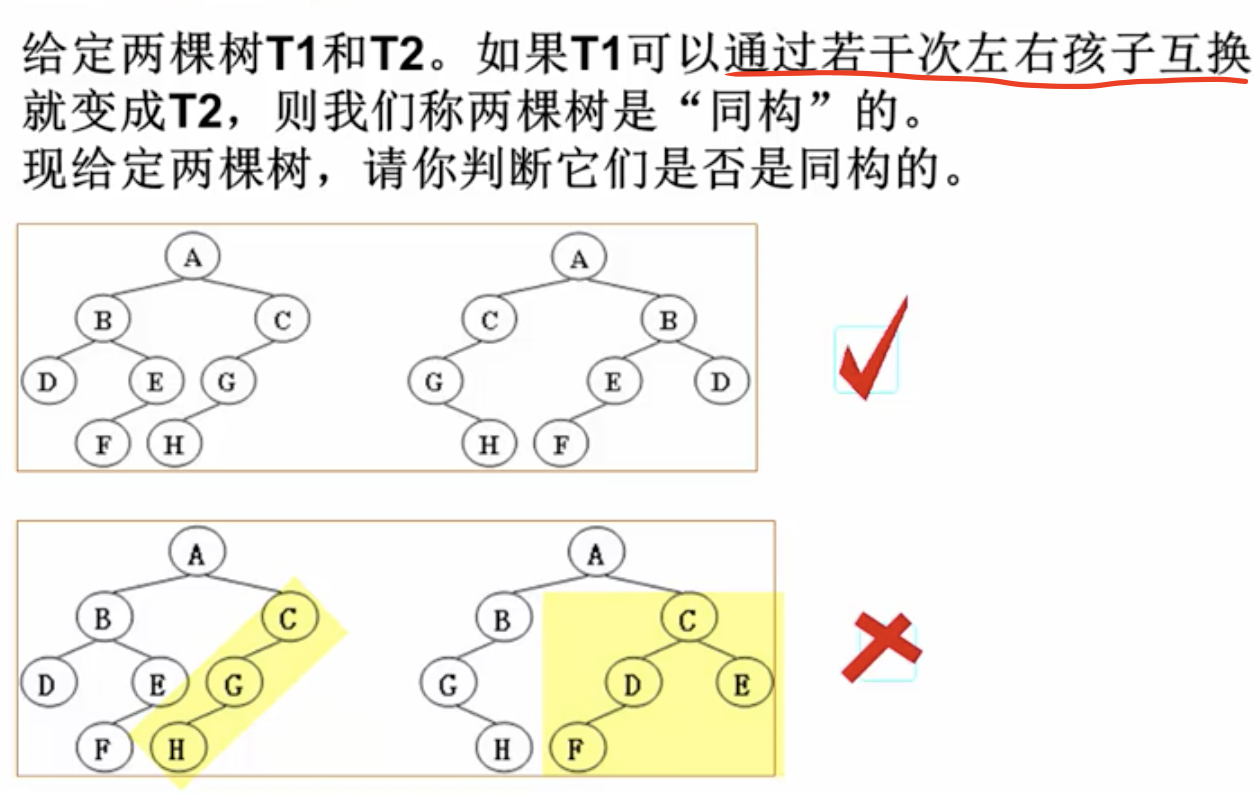 给定两棵树T1和T2。如果T1可以通过若干次左右孩子互换
就变成T2，则我们称两棵树是“同构”的。
现给定两棵树，请你判断它们是否是同构的。
A A
B C C B
D E G G E D
F H H F
A A
B C B C
D E G G D E
F H H F